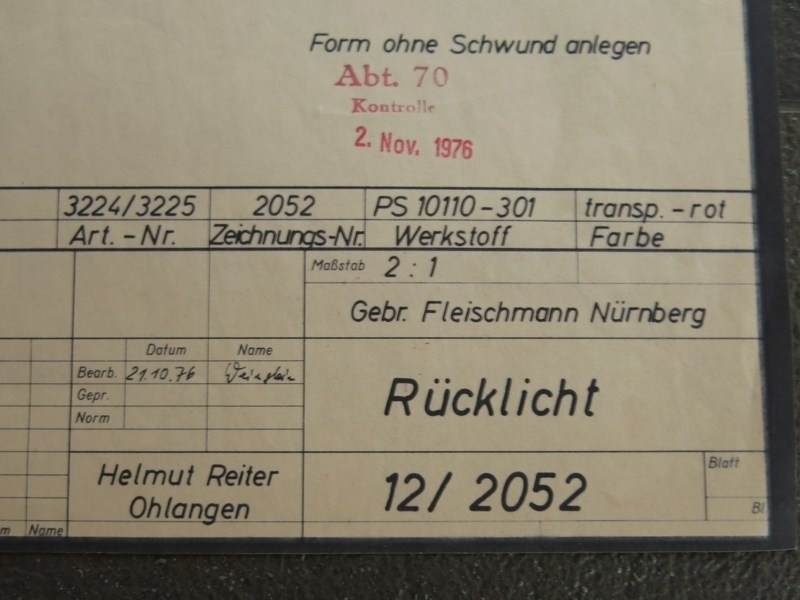 Form ohne Schwund anlegen
Abt. 70
Kontrolle
2. Nov. 1976
3224/3225 2052 PS 10110-301 transp.-rot
Art.-Nr. Zeichnungs-Nr. Werkstoff Farbe
Maßstab 2:1
Gebr. Fleischmann Nürnberg
Datum Name
Bearb. 21.10.76
Gepr.
Norm
Rücklicht
Helmut Reiter
Ohlangen
12/2052
Blatt
Bl
m Name